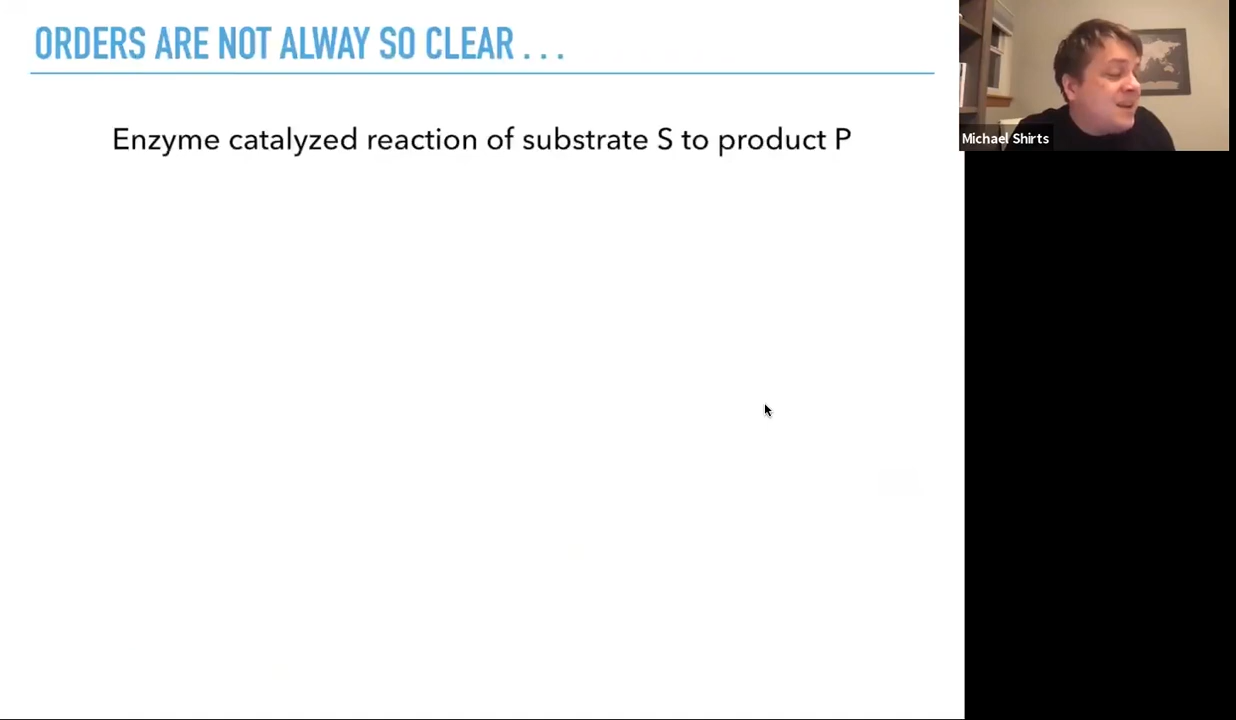 ORDERS ARE NOT ALWAY SO CLEAR . . .
Enzyme catalyzed reaction of substrate S to product P
Michael Shirts